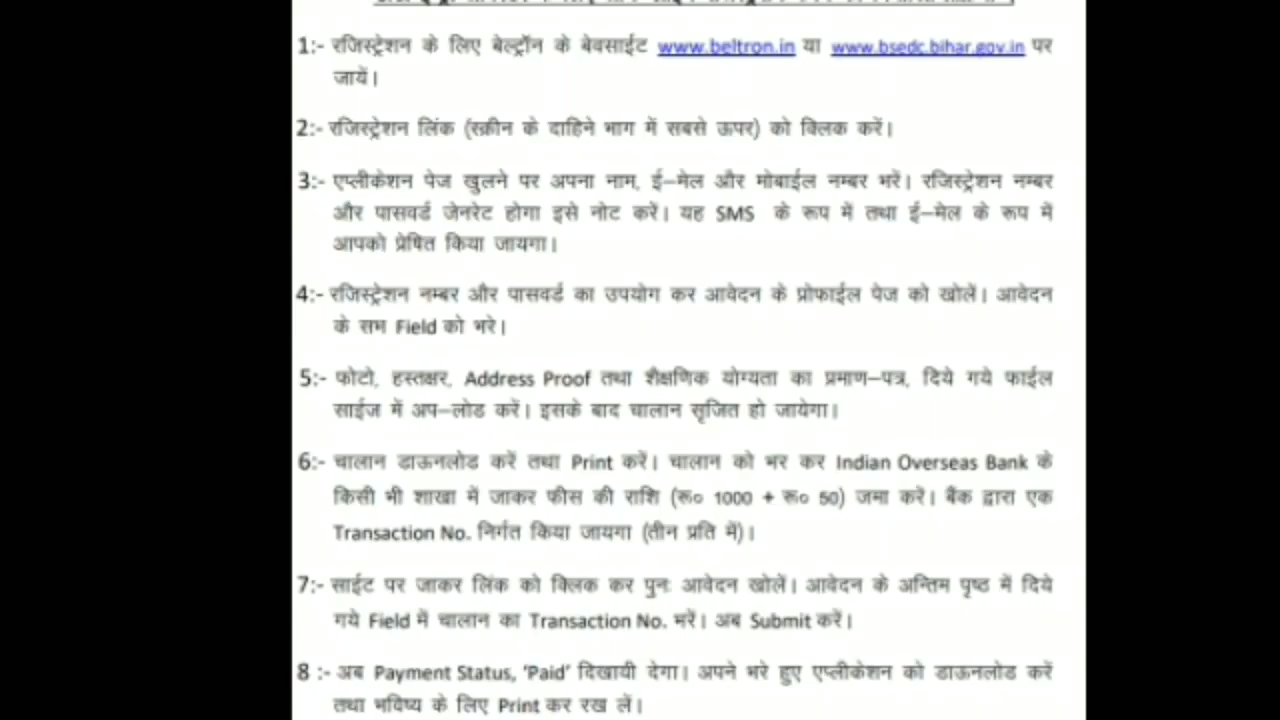 1:- रजिस्ट्रेशन के लिए बेल्ट्रॉन के बेवसाईट www.beltron.in या www.bsedc.bihar.gov.in पर
जायें।
2:- रजिस्ट्रेशन लिंक (स्क्रीन के दाहिने भाग में सबसे ऊपर) को क्लिक करें।
3:- एप्लीकेशन पेज खुलने पर अपना नाम, ई–मेल और मोबाईल नम्बर भरें। रजिस्ट्रेशन नम्बर
और पासवर्ड जेनरेट होगा इसे नोट करें। यह SMS के रूप में तथा ई–मेल के रूप में
आपको प्रेषित किया जायगा।
4:- रजिस्ट्रेशन नम्बर और पासवर्ड का उपयोग कर आवेदन के प्रोफाईल पेज को खोलें। आवेदन
के सभ Field को भरे।
5:- फोटो, हस्तक्षर, Address Proof तथा शैक्षणिक योग्यता का प्रमाण–पत्र, दिये गये फाईल
साईज में अप–लोड करें। इसके बाद चालान सृजित हो जायेगा।
6:- चालान डाऊनलोड करें तथा Print करें। चालान को भर कर Indian Overseas Bank के
किसी भी शाखा में जाकर फीस की राशि (रू० 1000 + रू० 50) जमा करें। बैंक द्वारा एक
Transaction No. निर्गत किया जायगा (तीन प्रति में)।
7:- साईट पर जाकर लिंक को क्लिक कर पुनः आवेदन खोलें। आवेदन के अन्तिम पृष्ठ में दिये
गये Field में चालान का Transaction No. भरें। अब Submit करें।
8 :- अब Payment Status, ‘Paid’ दिखायी देगा। अपने भरे हुए एप्लीकेशन को डाऊनलोड करें
तथा भविष्य के लिए Print कर रख लें।